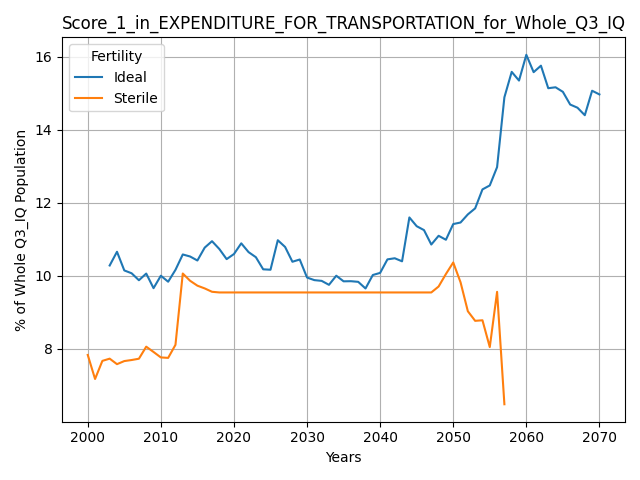 Score_1_in_EXPENDITURE_FOR_TRANSPORTATION_for_Whole_Q3_IQ
Fertility
Ideal
Sterile
% of Whole Q3_IQ Population
16
14
12
10
8
2000 2010 2020 2030 2040 2050 2060 2070
Years